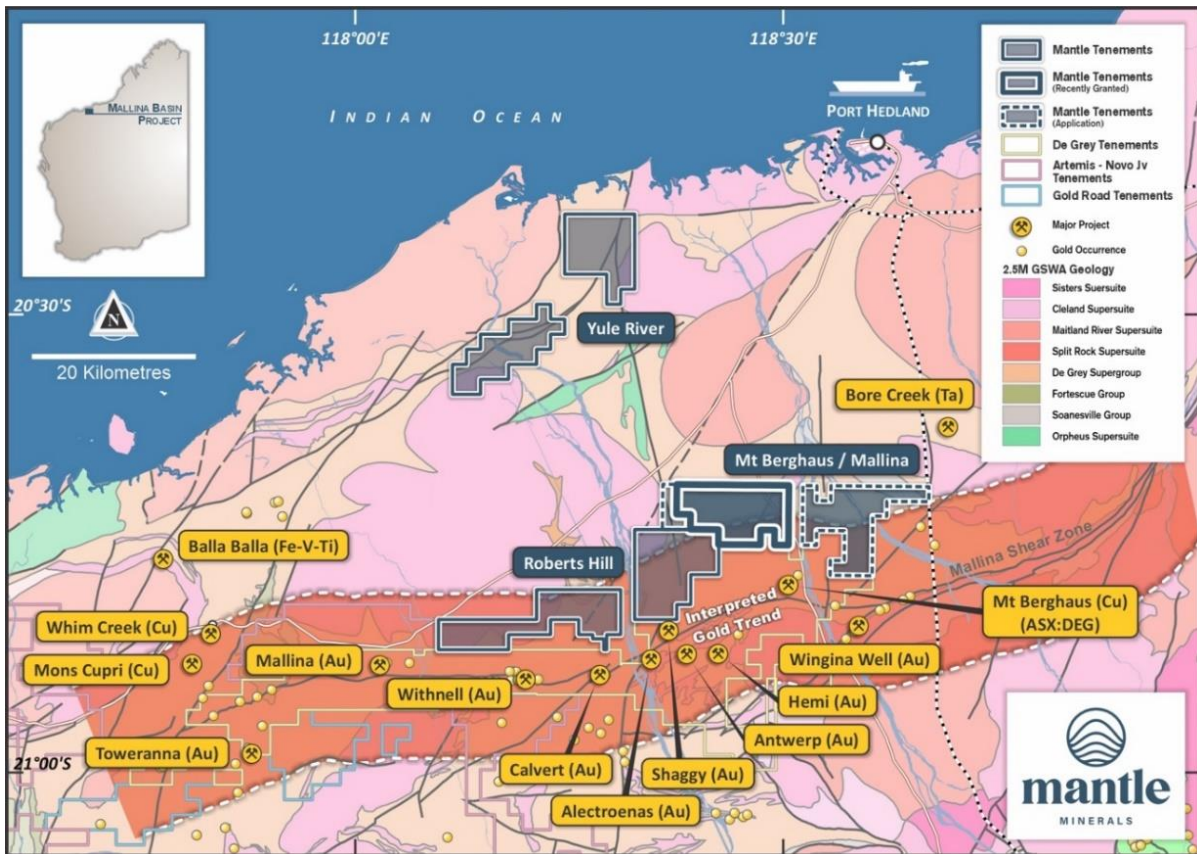 118°00'E
118°30'E
MALLINA BASIN
PROJECT
INDIAN OCEAN
PORT HEDLAND
20°30'S
N
20 Kilometres
Yule River
Bore Creek (Ta)
Mt Berghaus / Mallina
Balla Balla (Fe-V-Ti)
Roberts Hill
Mallina Shear Zone
Interpreted
Gold Trend
Mt Berghaus (Cu)
(ASX:DEG)
Whim Creek (Cu)
Mons Cupri (Cu)
Mallina (Au)
Withnell (Au)
Wingina Well (Au)
Hemi (Au)
Antwerp (Au)
Toweranna (Au)
Calvert (Au)
Shaggy (Au)
Alectroenas (Au)
21°00'S
Mantle Tenements
Mantle Tenements
(Recently Granted)
Mantle Tenements
(Application)
De Grey Tenements
Artemis - Novo Jv
Tenements
Gold Road Tenements
Major Project
Gold Occurrence
2.5M GSWA Geology
Sisters Suersuite
Cleland Supersuite
Maitland River Supersuite
Split Rock Supersuite
De Grey Supergroup
Fortescue Group
Soanesville Group
Orpheus Supersuite
mantle
MINERALS